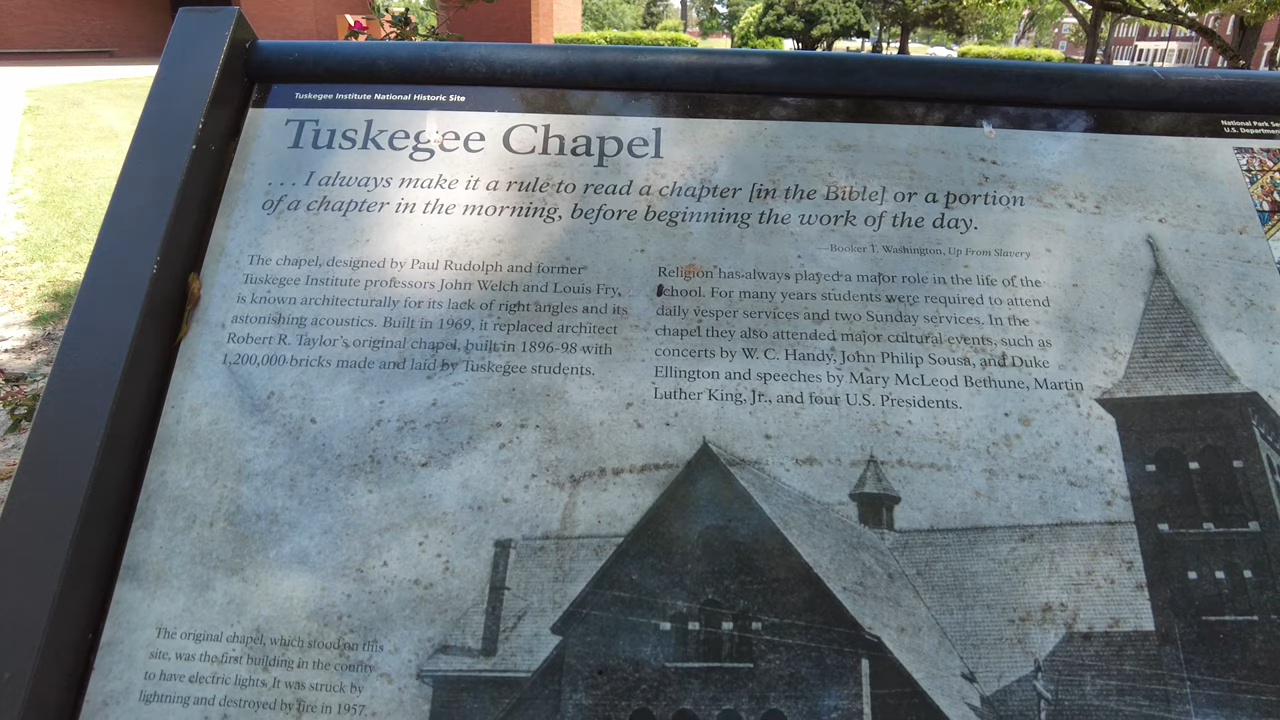 Tuskegee Institute National Historic Site
National Park Se
U.S. Departmen
Tuskegee Chapel
. . . I always make it a rule to read a chapter [in the Bible] or a portion
of a chapter in the morning, before beginning the work of the day.
—Booker T. Washington, Up From Slavery
The chapel, designed by Paul Rudolph and former
Tuskegee Institute professors John Welch and Louis Fry,
is known architecturally for its lack of right angles and its
astonishing acoustics. Built in 1969, it replaced architect
Robert R. Taylor's original chapel, built in 1896-98 with
1,200,000 bricks made and laid by Tuskegee students.
Religion has always played a major role in the life of the
school. For many years students were required to attend
daily vesper services and two Sunday services. In the
chapel they also attended major cultural events, such as
concerts by W. C. Handy, John Philip Sousa, and Duke
Ellington and speeches by Mary McLeod Bethune, Martin
Luther King, Jr., and four U.S. Presidents.
The original chapel, which stood on this
site, was the first building in the county
to have electric lights. It was struck by
lightning and destroyed by fire in 1957.